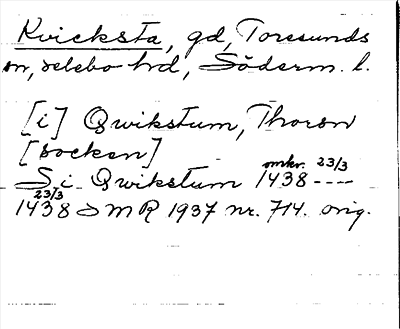 Kvicksta, gd, Toresunds
sn, Selebo hd, Söderm. l.
[i] Qwikstum, Thorsn
[socken]
S i Qwikstum omkr. 23/3 1438 ----
23/3 1438 SMR 1937 nr. 714. orig.